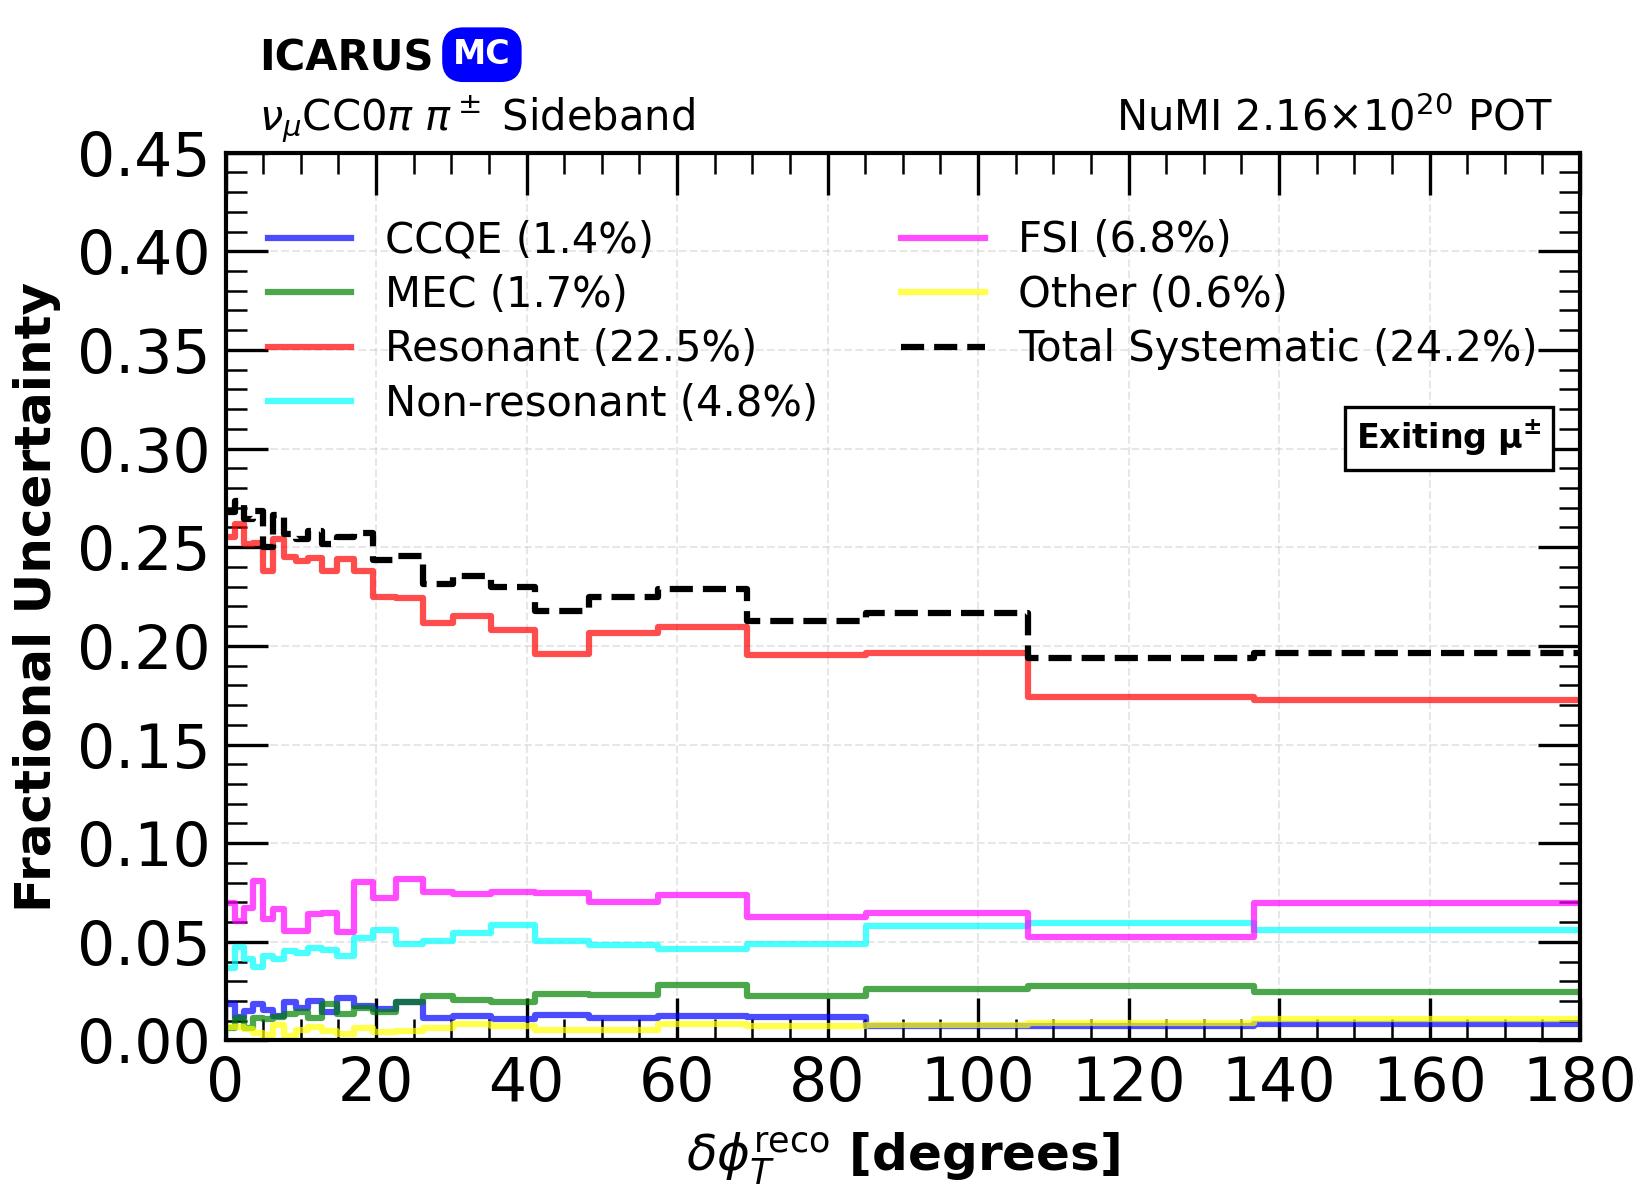 ICARUS MC
νμCC0π π± Sideband
NuMI 2.16×10²⁰ POT
0.45
0.40
0.35
0.30
0.25
0.20
0.15
0.10
0.05
0.00
Fractional Uncertainty
CCQE (1.4%)
MEC (1.7%)
Resonant (22.5%)
Non-resonant (4.8%)
FSI (6.8%)
Other (0.6%)
Total Systematic (24.2%)
Exiting μ±
0 20 40 60 80 100 120 140 160 180
δϕT reco [degrees]